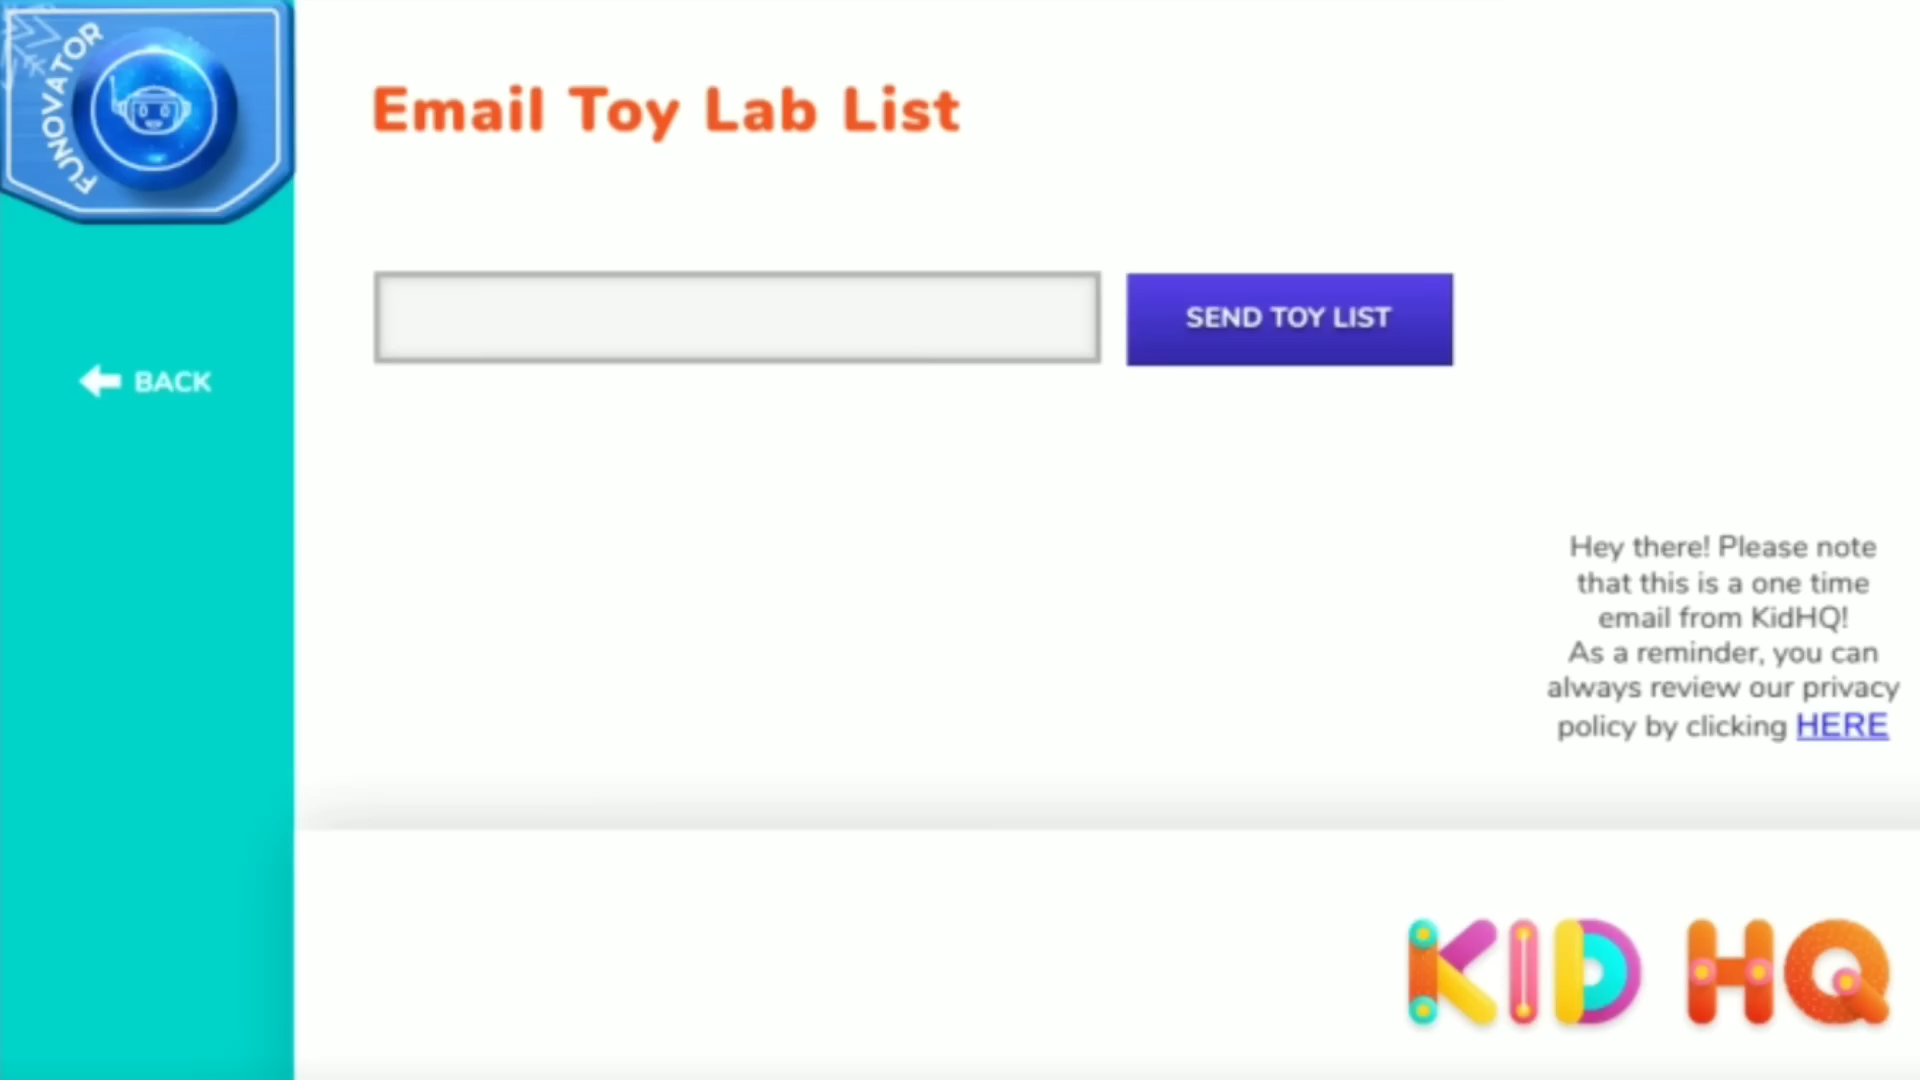 FUNOVATOR
Email Toy Lab List
SEND TOY LIST
BACK
Hey there! Please note
that this is a one time
email from KidHQ!
As a reminder, you can
always review our privacy
policy by clicking HERE
KID HQ